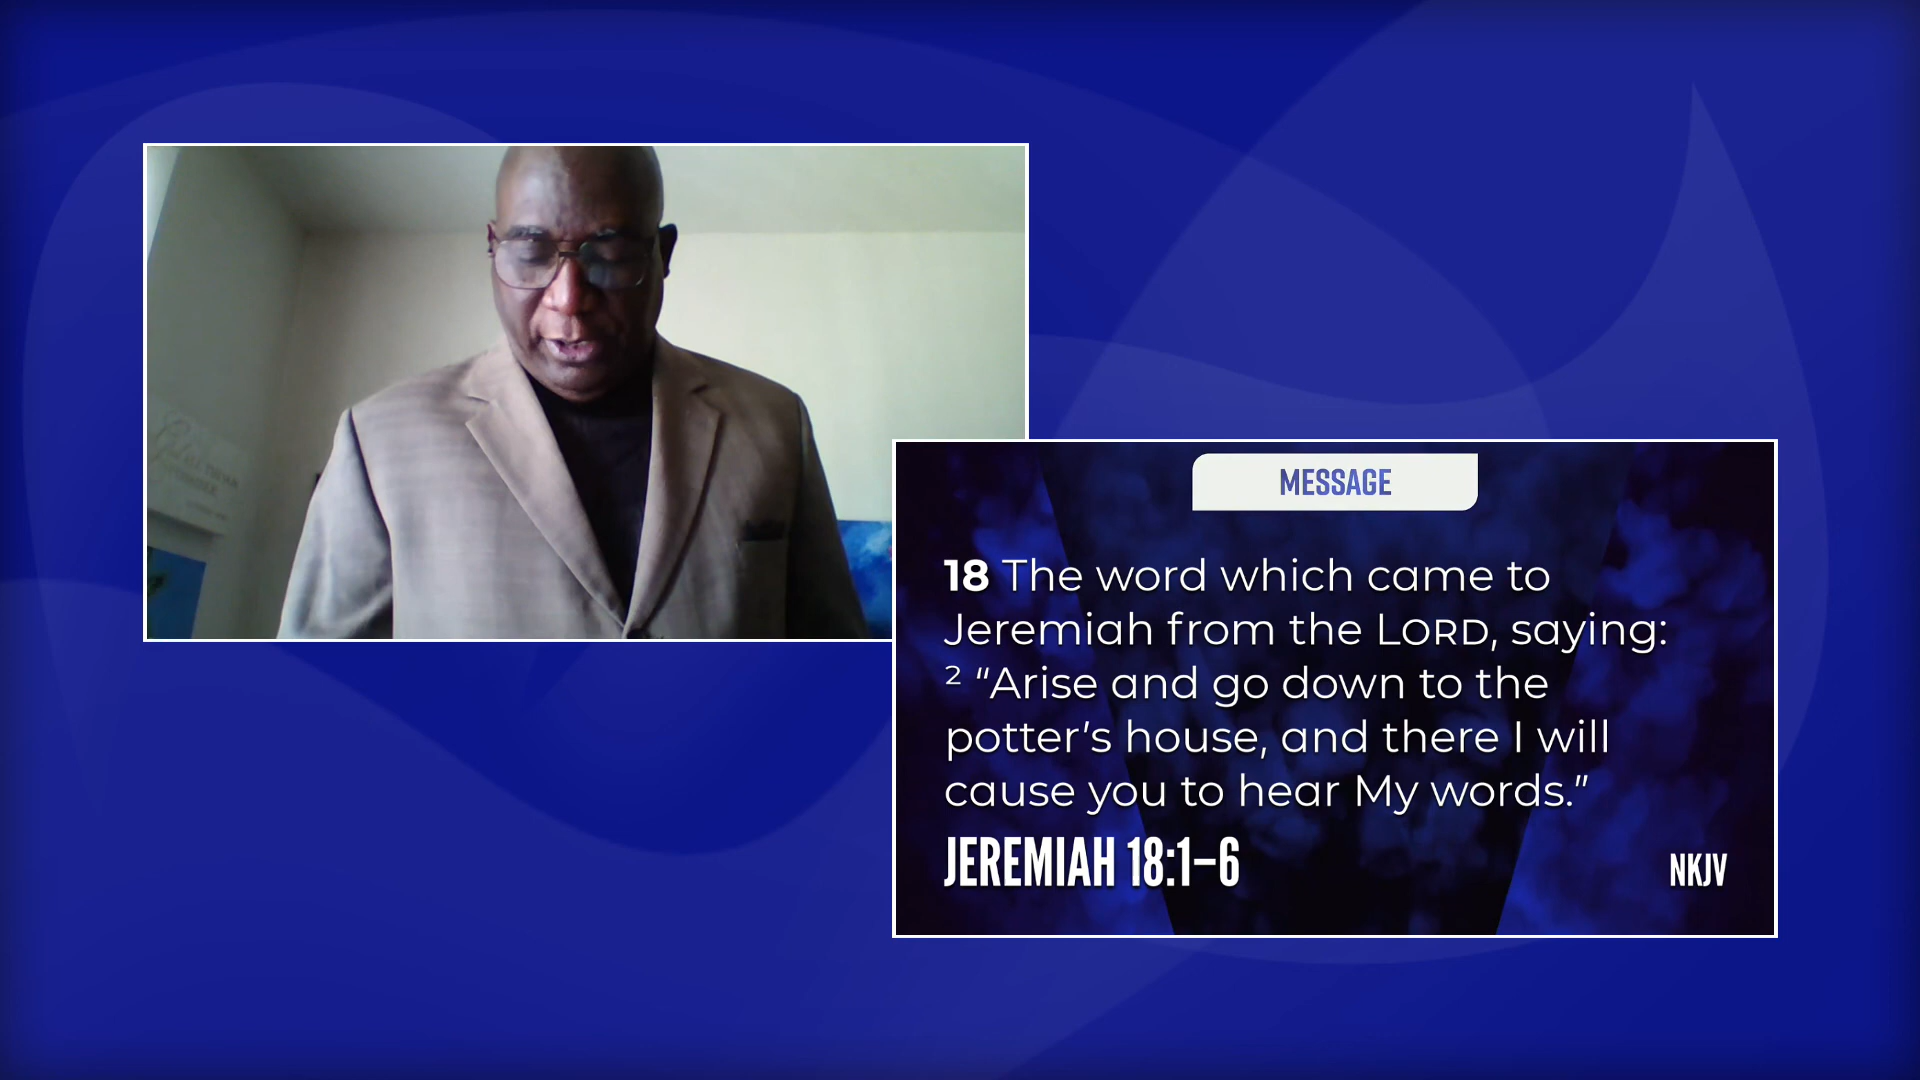 MESSAGE
18 The word which came to
Jeremiah from the LORD, saying:
² “Arise and go down to the
potter’s house, and there I will
cause you to hear My words.”
JEREMIAH 18:1–6
NKJV